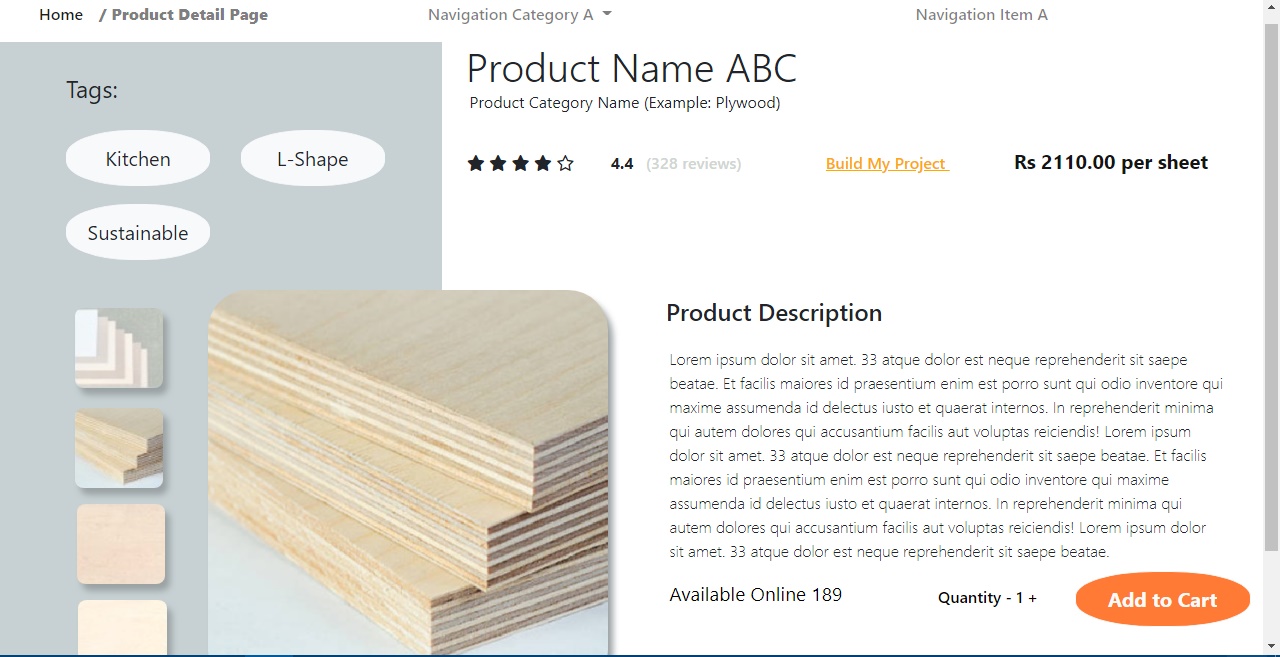 Home / Product Detail Page Navigation Category A Navigation Item A
Tags:
Kitchen L-Shape
Sustainable
Product Name ABC
Product Category Name (Example: Plywood)
4.4 (328 reviews) Build My Project Rs 2110.00 per sheet
Product Description
Lorem ipsum dolor sit amet. 33 atque dolor est neque reprehenderit sit saepe
beatae. Et facilis maiores id praesentium enim est porro sunt qui odio inventore qui
maxime assumenda id delectus iusto et quaerat internos. In reprehenderit minima
qui autem dolores qui accusantium facilis aut voluptas reiciendis! Lorem ipsum
dolor sit amet. 33 atque dolor est neque reprehenderit sit saepe beatae. Et facilis
maiores id praesentium enim est porro sunt qui odio inventore qui maxime
assumenda id delectus iusto et quaerat internos. In reprehenderit minima qui
autem dolores qui accusantium facilis aut voluptas reiciendis! Lorem ipsum dolor
sit amet. 33 atque dolor est neque reprehenderit sit saepe beatae.
Available Online 189 Quantity - 1 + Add to Cart